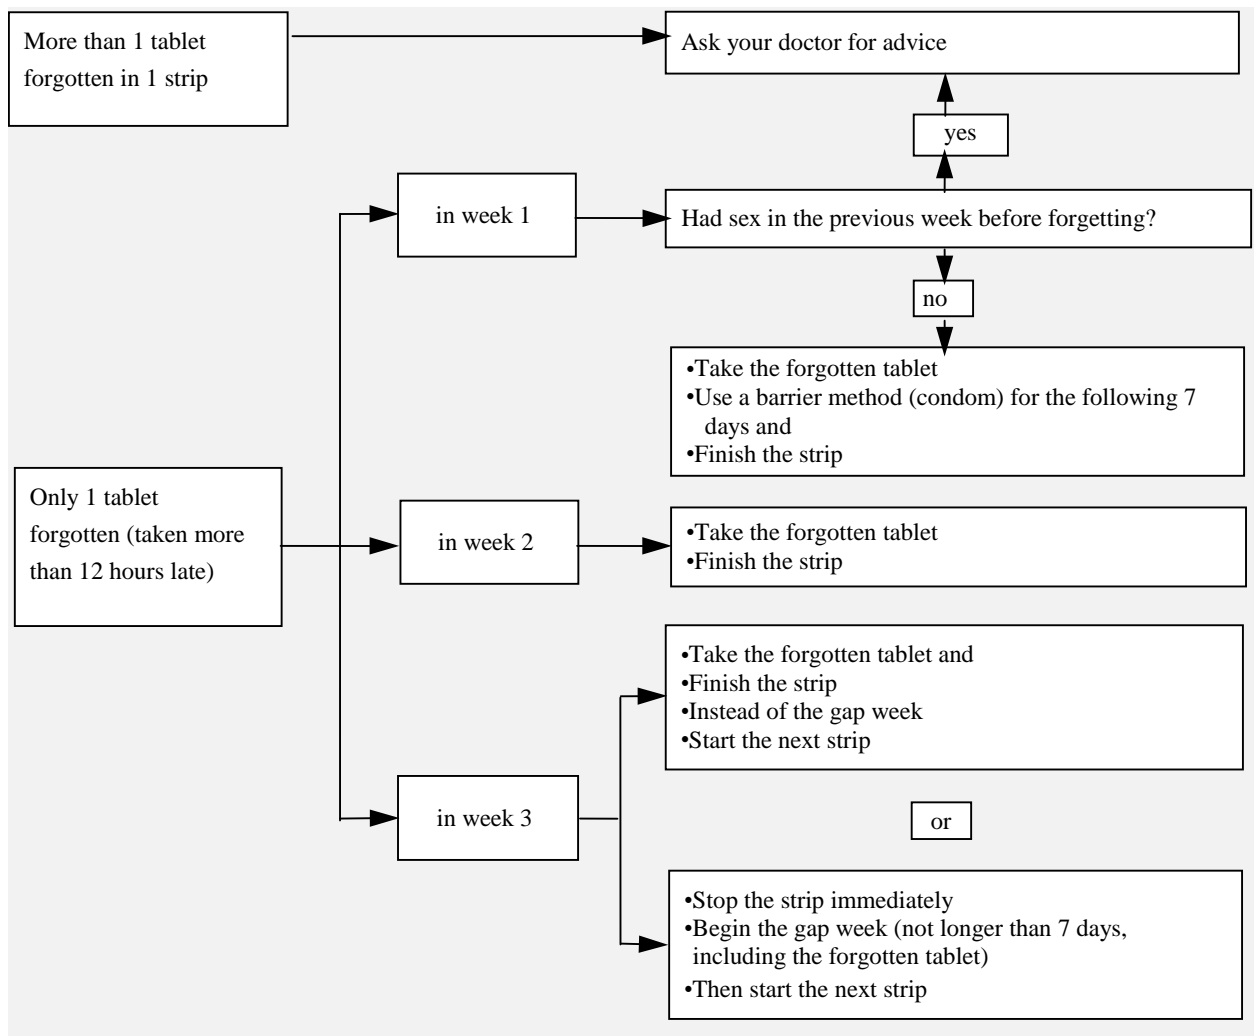 More than 1 tablet
forgotten in 1 strip
Ask your doctor for advice
yes
in week 1
Had sex in the previous week before forgetting?
no
•Take the forgotten tablet
•Use a barrier method (condom) for the following 7
days and
•Finish the strip
Only 1 tablet
forgotten (taken more
than 12 hours late)
in week 2
•Take the forgotten tablet
•Finish the strip
•Take the forgotten tablet and
•Finish the strip
•Instead of the gap week
•Start the next strip
in week 3
or
•Stop the strip immediately
•Begin the gap week (not longer than 7 days,
including the forgotten tablet)
•Then start the next strip